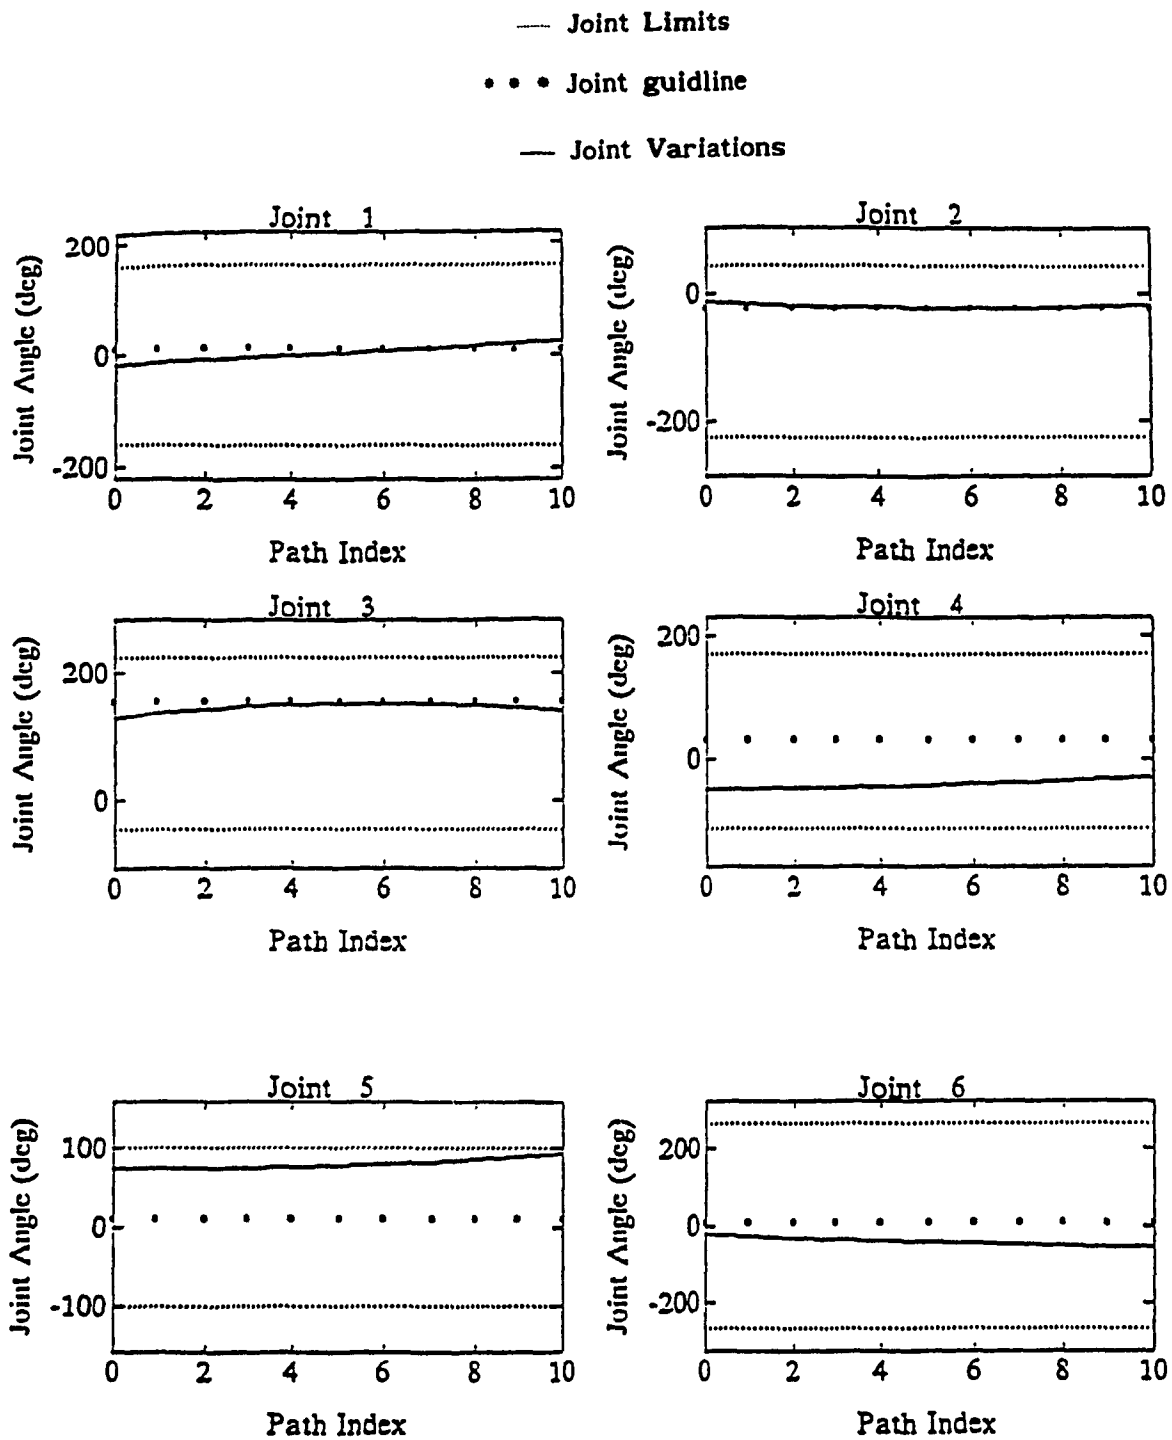 Joint Limits
Joint guidline
Joint Variations
Joint 1
Joint Angle (deg)
200
0
-200
0 2 4 6 8 10
Path Index
Joint 2
Joint Angle (deg)
0
-200
0 2 4 6 8 10
Path Index
Joint 3
Joint Angle (deg)
200
0
0 2 4 6 8 10
Path Index
Joint 4
Joint Angle (deg)
200
0
0 2 4 6 8 10
Path Index
Joint 5
Joint Angle (deg)
100
0
-100
0 2 4 6 8 10
Path Index
Joint 6
Joint Angle (deg)
200
0
-200
0 2 4 6 8 10
Path Index